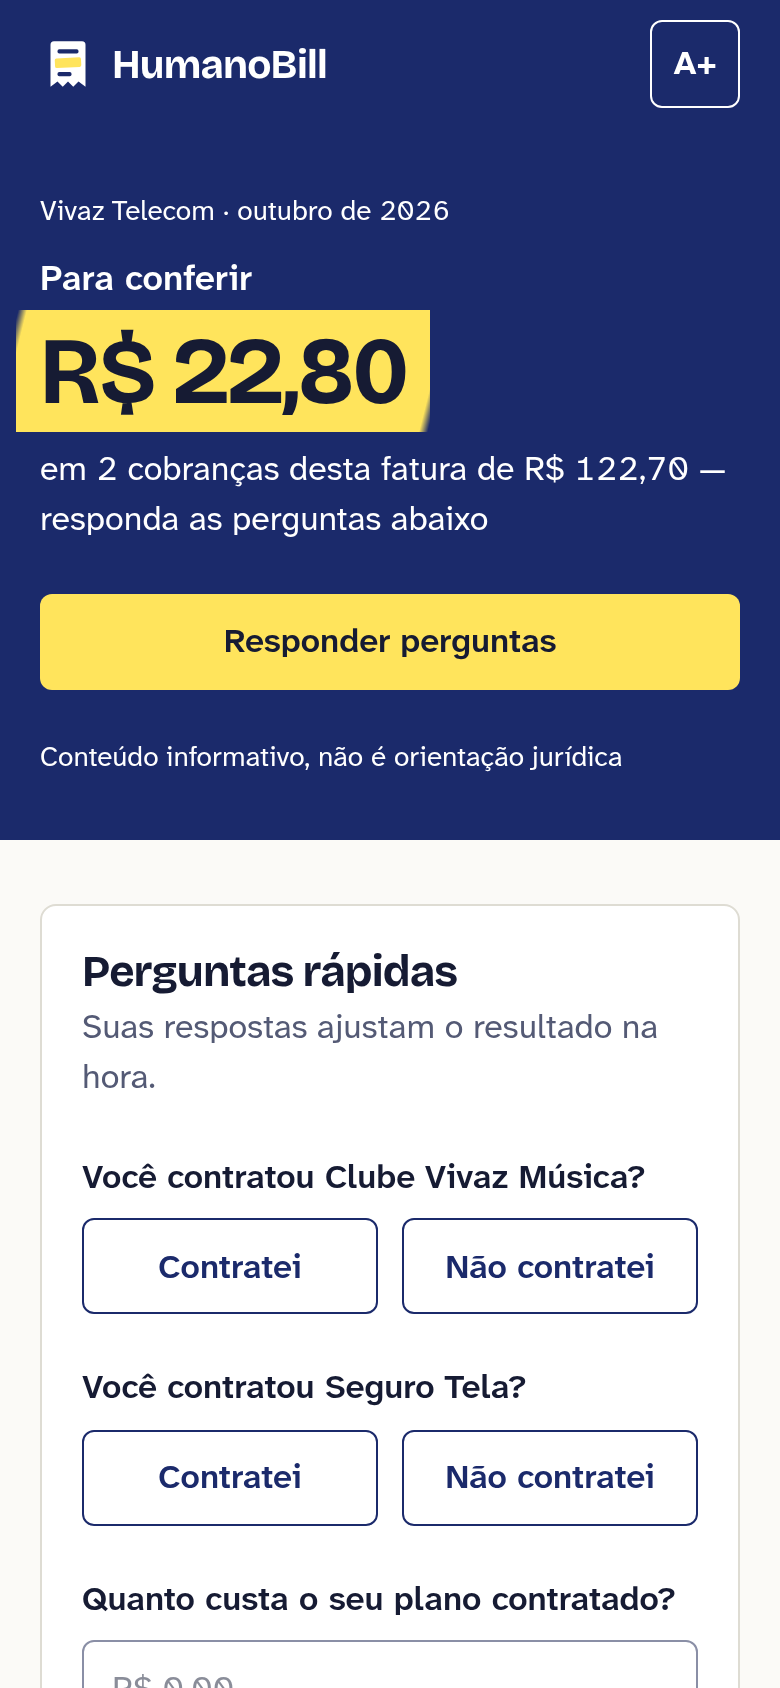 HumanoBill
A+
Vivaz Telecom · outubro de 2026
Para conferir
R$ 22,80
em 2 cobranças desta fatura de R$ 122,70 —
responda as perguntas abaixo
Responder perguntas
Conteúdo informativo, não é orientação jurídica
Perguntas rápidas
Suas respostas ajustam o resultado na
hora.
Você contratou Clube Vivaz Música?
Contratei
Não contratei
Você contratou Seguro Tela?
Contratei
Não contratei
Quanto custa o seu plano contratado?
R$ 0,00